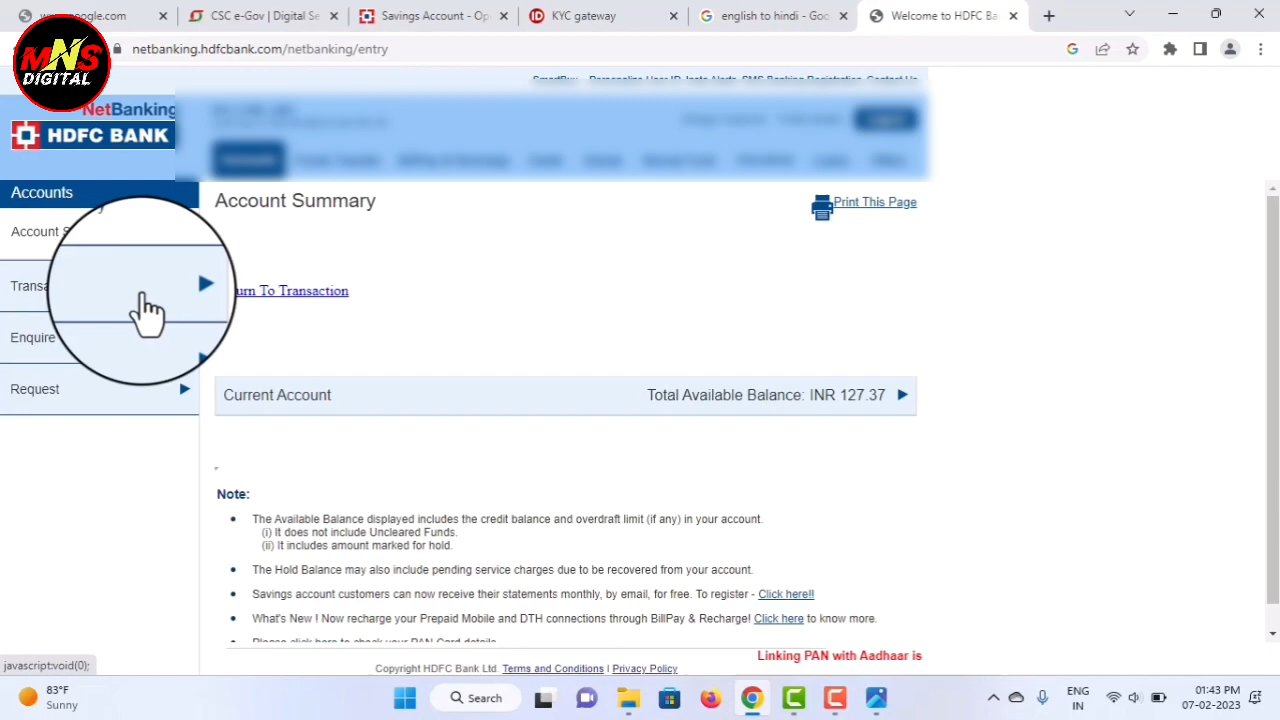 CSC e-Gov | Digital Se
Savings Account - Op
KYC gateway
english to hindi - Goo
Welcome to HDFC Ba
netbanking.hdfcbank.com/netbanking/entry
MNS
DIGITAL
NetBanking
HDFC BANK
Accounts
Account Summary
Print This Page
Account S
Transa
urn To Transaction
Enquire
Request
Current Account
Total Available Balance: INR 127.37
Note:
The Available Balance displayed includes the credit balance and overdraft limit (if any) in your account.
(i) It does not include Uncleared Funds.
(ii) It includes amount marked for hold.
The Hold Balance may also include pending service charges due to be recovered from your account.
Savings account customers can now receive their statements monthly, by email, for free. To register - Click here!!
What's New ! Now recharge your Prepaid Mobile and DTH connections through BillPay & Recharge! Click here to know more.
Linking PAN with Aadhaar is
javascript:void(0);
Copyright HDFC Bank Ltd. Terms and Conditions | Privacy Policy
83°F
Sunny
Search
ENG
IN
01:43 PM
07-02-2023